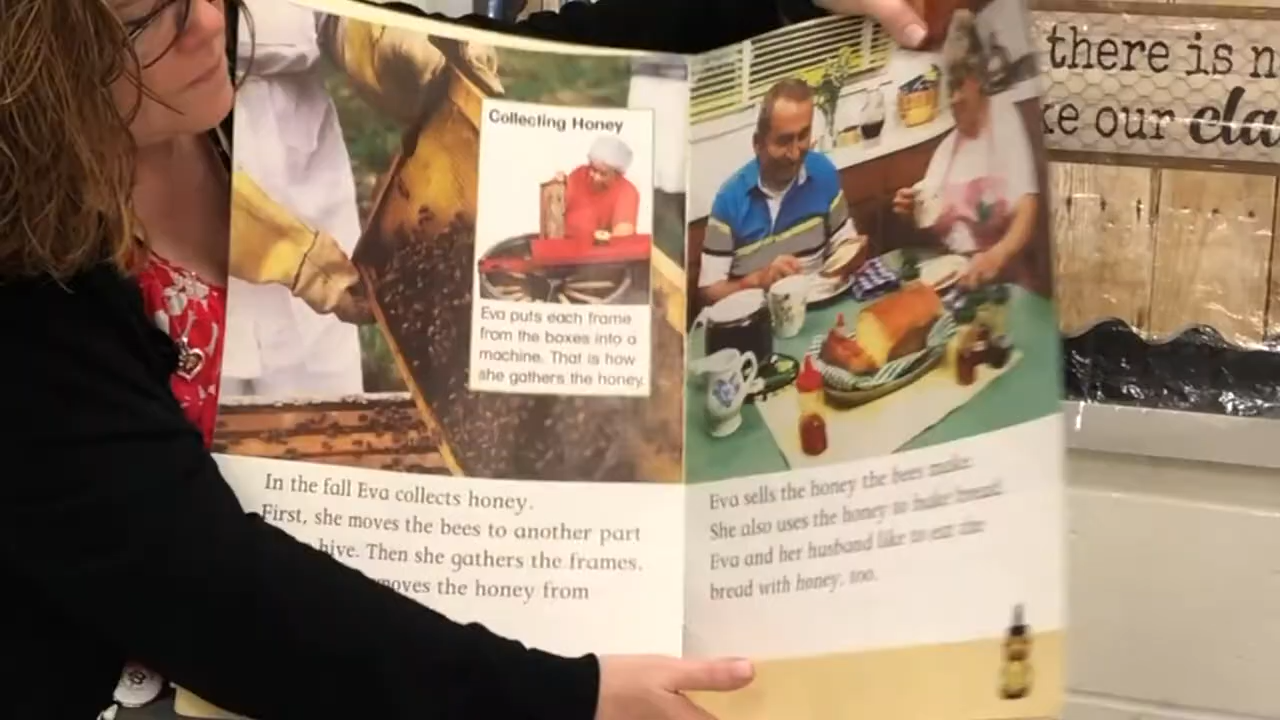 there is n
ke our cla
Collecting Honey
Eva puts each frame
from the boxes into a
machine. That is how
she gathers the honey.
In the fall Eva collects honey.
First, she moves the bees to another part
hive. Then she gathers the frames.
moves the honey from
Eva sells the honey the bees make.
She also uses the honey to make bread.
Eva and her husband like to eat the
bread with honey, too.